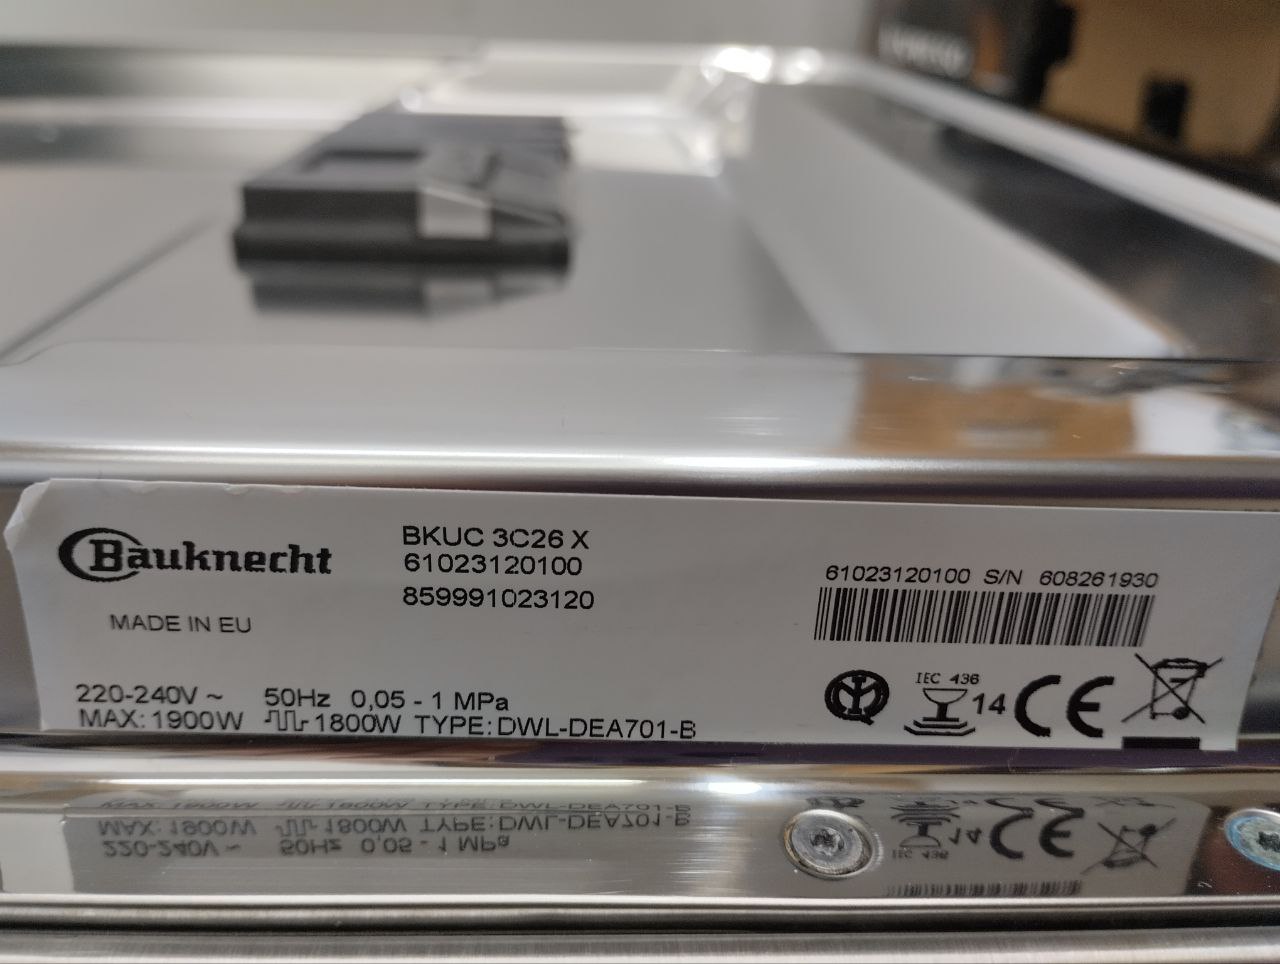 Bauknecht
BKUC 3C26 X
61023120100
859991023120
MADE IN EU
61023120100 S/N 608261930
220-240V ~ 50Hz 0,05 - 1 MPa
MAX: 1900W 1800W TYPE: DWL-DEA701-B
IEC 436
14
CE